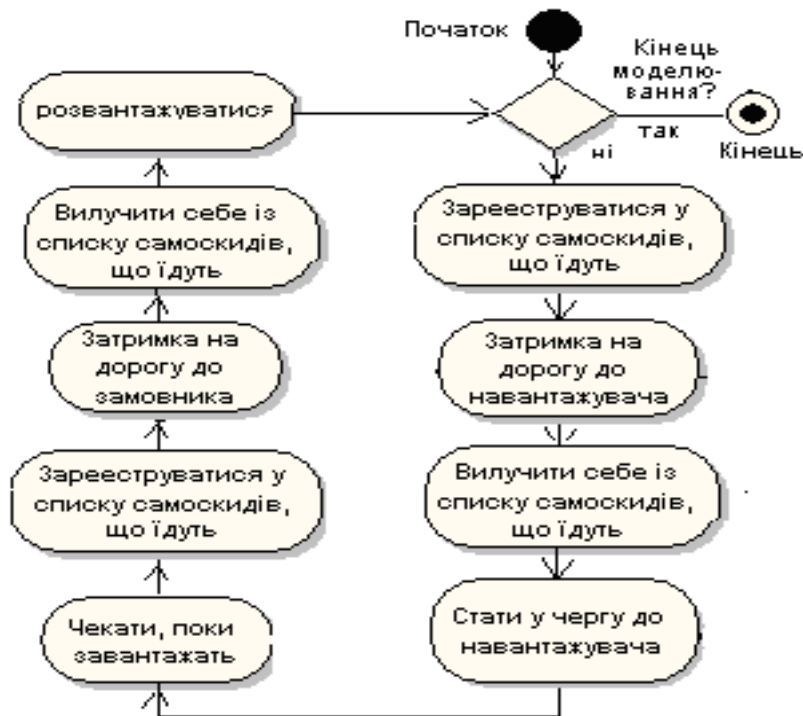 Початок
Кінець
моделю-
вання?
так
Кінець
ні
Зареєструватися у
списку самоскидів,
що їдуть
Затримка на
дорогу до
навантажувача
Вилучити себе із
списку самоскидів,
що їдуть
Стати у чергу до
навантажувача
Чекати, поки
завантажать
Зареєструватися у
списку самоскидів,
що їдуть
Затримка на
дорогу до
замовника
Вилучити себе із
списку самоскидів,
що їдуть
розвантажуватися